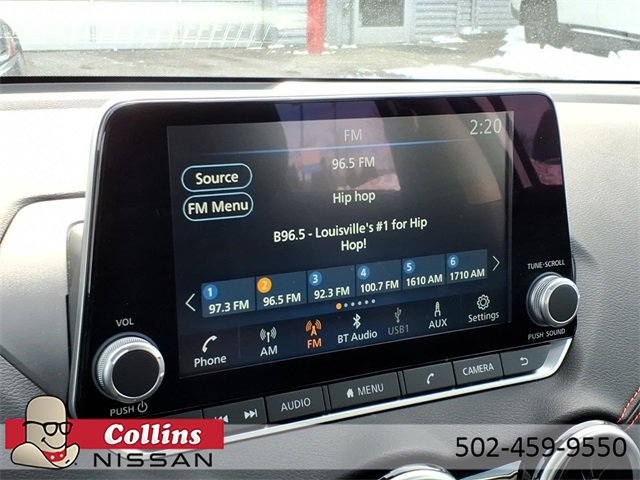 FM
2:20
96.5 FM
Source
Hip hop
FM Menu
B96.5 - Louisville's #1 for Hip
Hop!
1 2 3 4 5 6
97.3 FM 96.5 FM 92.3 FM 100.7 FM 1610 AM 1710 AM
Phone AM FM BT Audio USB1 AUX Settings
VOL
PUSH
TUNE·SCROLL
PUSH SOUND
AUDIO MENU CAMERA
Collins
NISSAN
502-459-9550